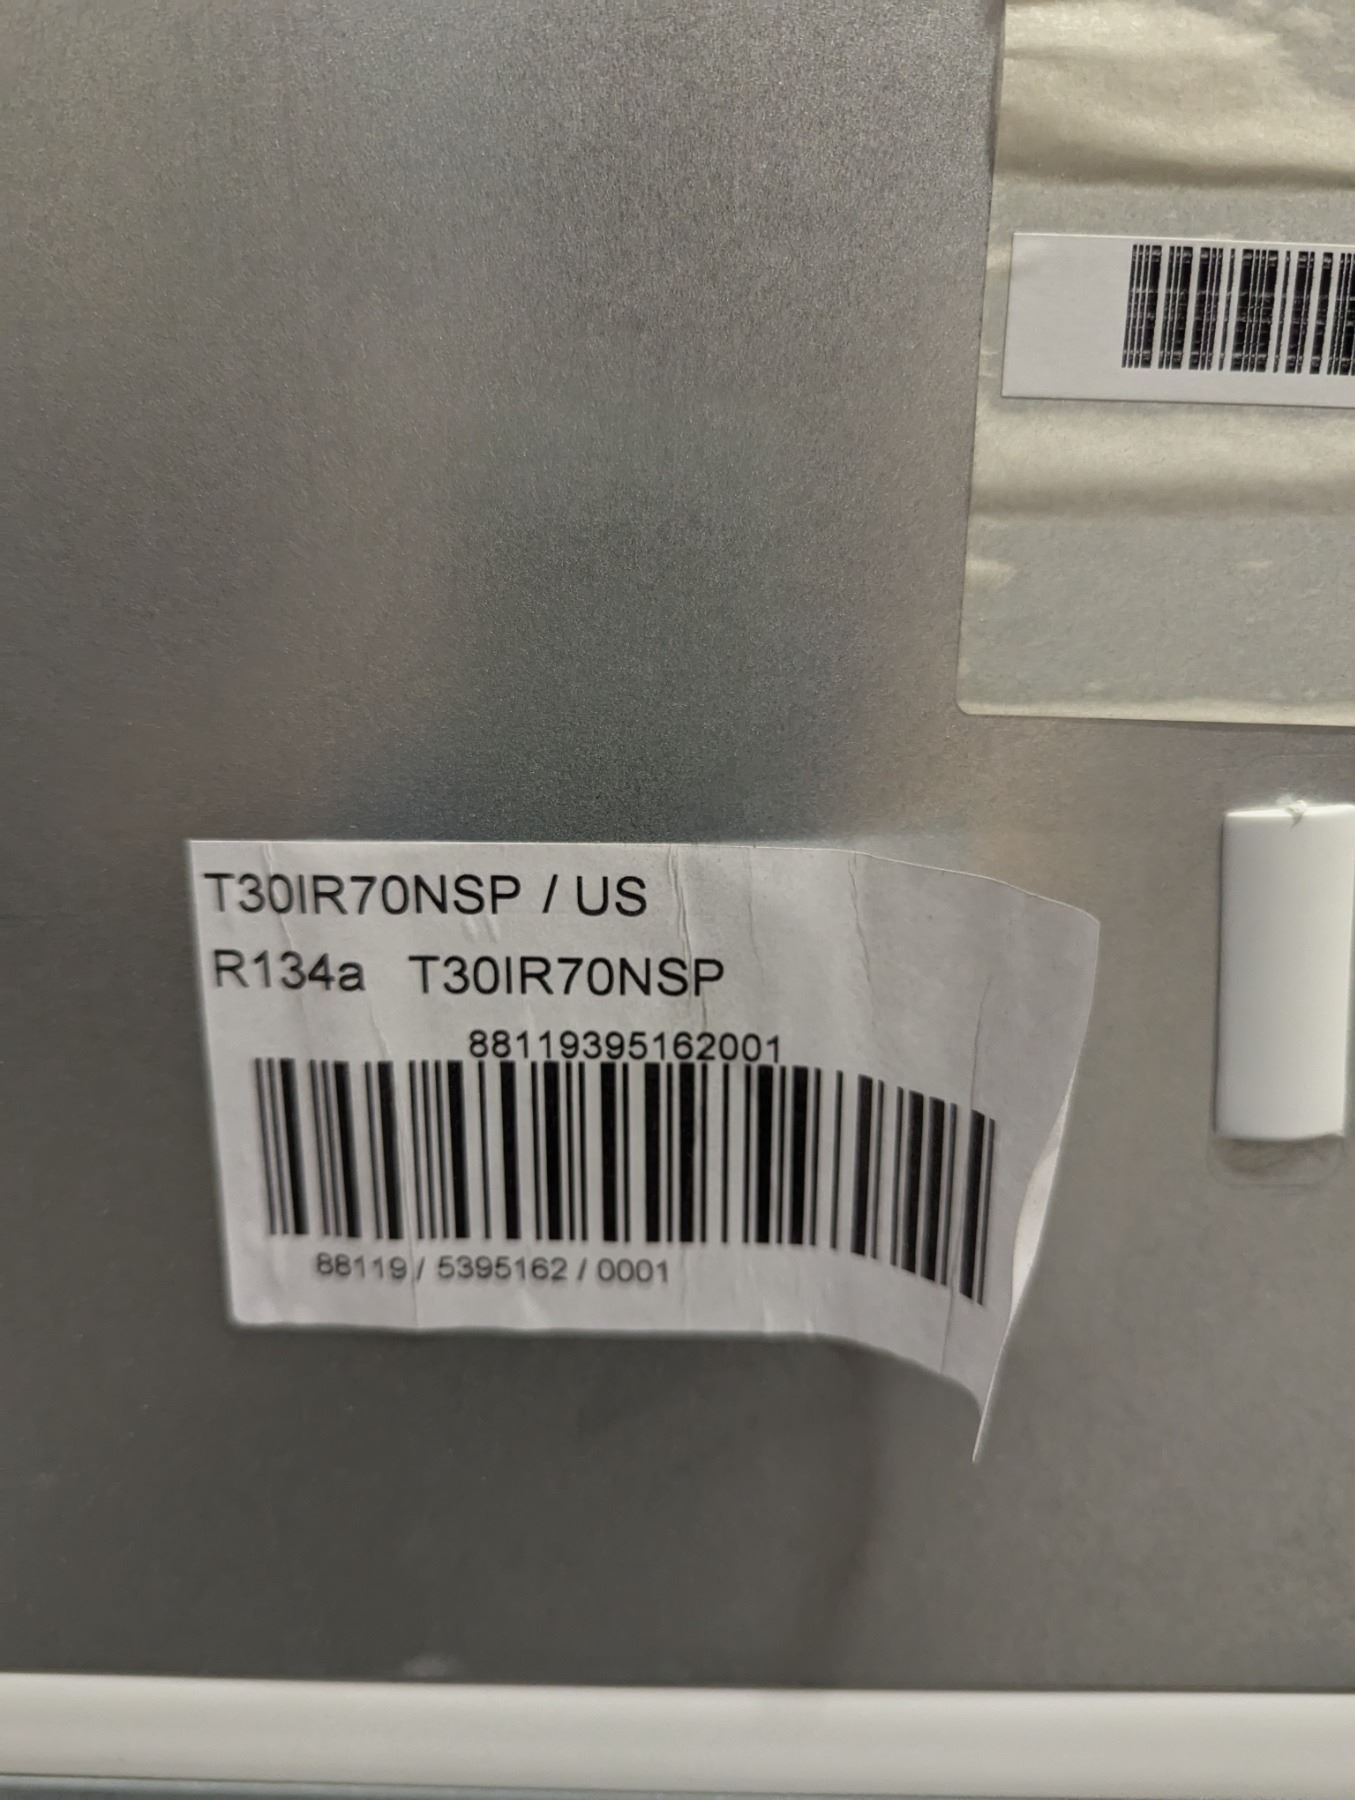 T30IR70NSP / US
R134a T30IR70NSP
88119395162001
88119 / 5395162 / 0001